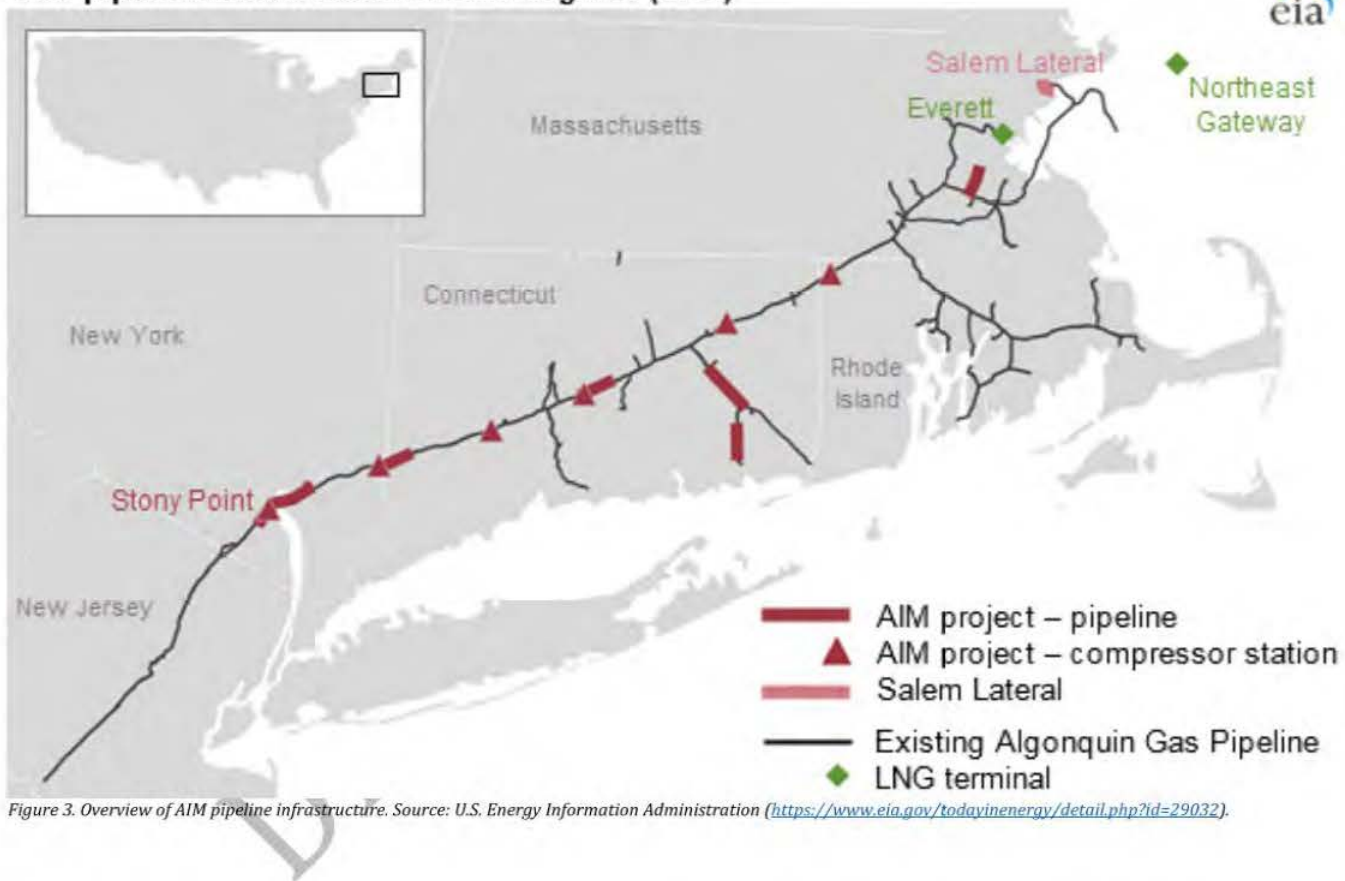 eia
Salem Lateral
Northeast
Gateway
Everett
Massachusetts
Connecticut
New York
Rhode
Island
Stony Point
New Jersey
AIM project – pipeline
AIM project – compressor station
Salem Lateral
Existing Algonquin Gas Pipeline
LNG terminal
Figure 3. Overview of AIM pipeline infrastructure. Source: U.S. Energy Information Administration (https://www.eia.gov/todayinenergy/detail.php?id=29032).